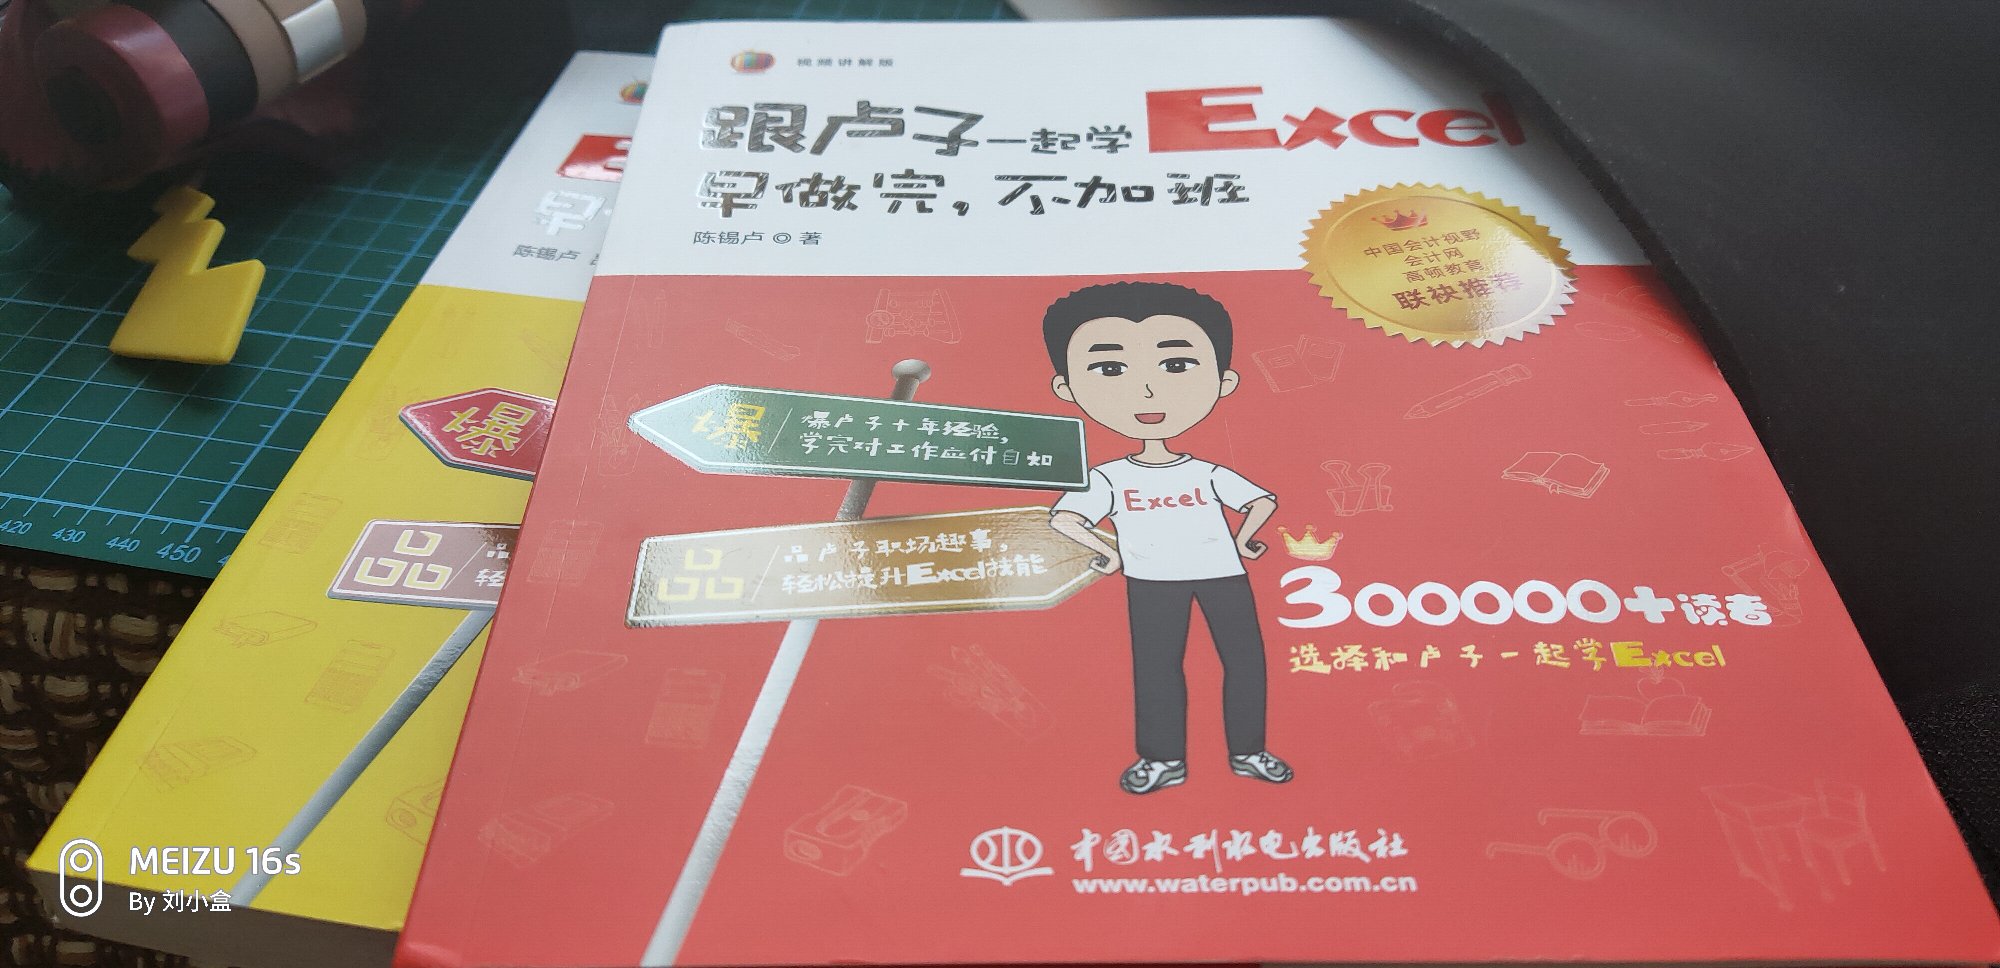 视频讲解版
跟卢子一起学Excel
早做完，不加班
陈锡卢 ◎ 著
中国会计视野
会计网
高顿教育
联袂推荐
爆
爆卢子十年经验，
学完对工作应付自如
品
品卢子职场趣事，
轻松提升Excel技能
Excel
300000+读者
选择和卢子一起学Excel
中国水利水电出版社
www.waterpub.com.cn
早
陈锡卢
爆
品
品
轻
420 430 440 450
MEIZU 16s
By 刘小盒